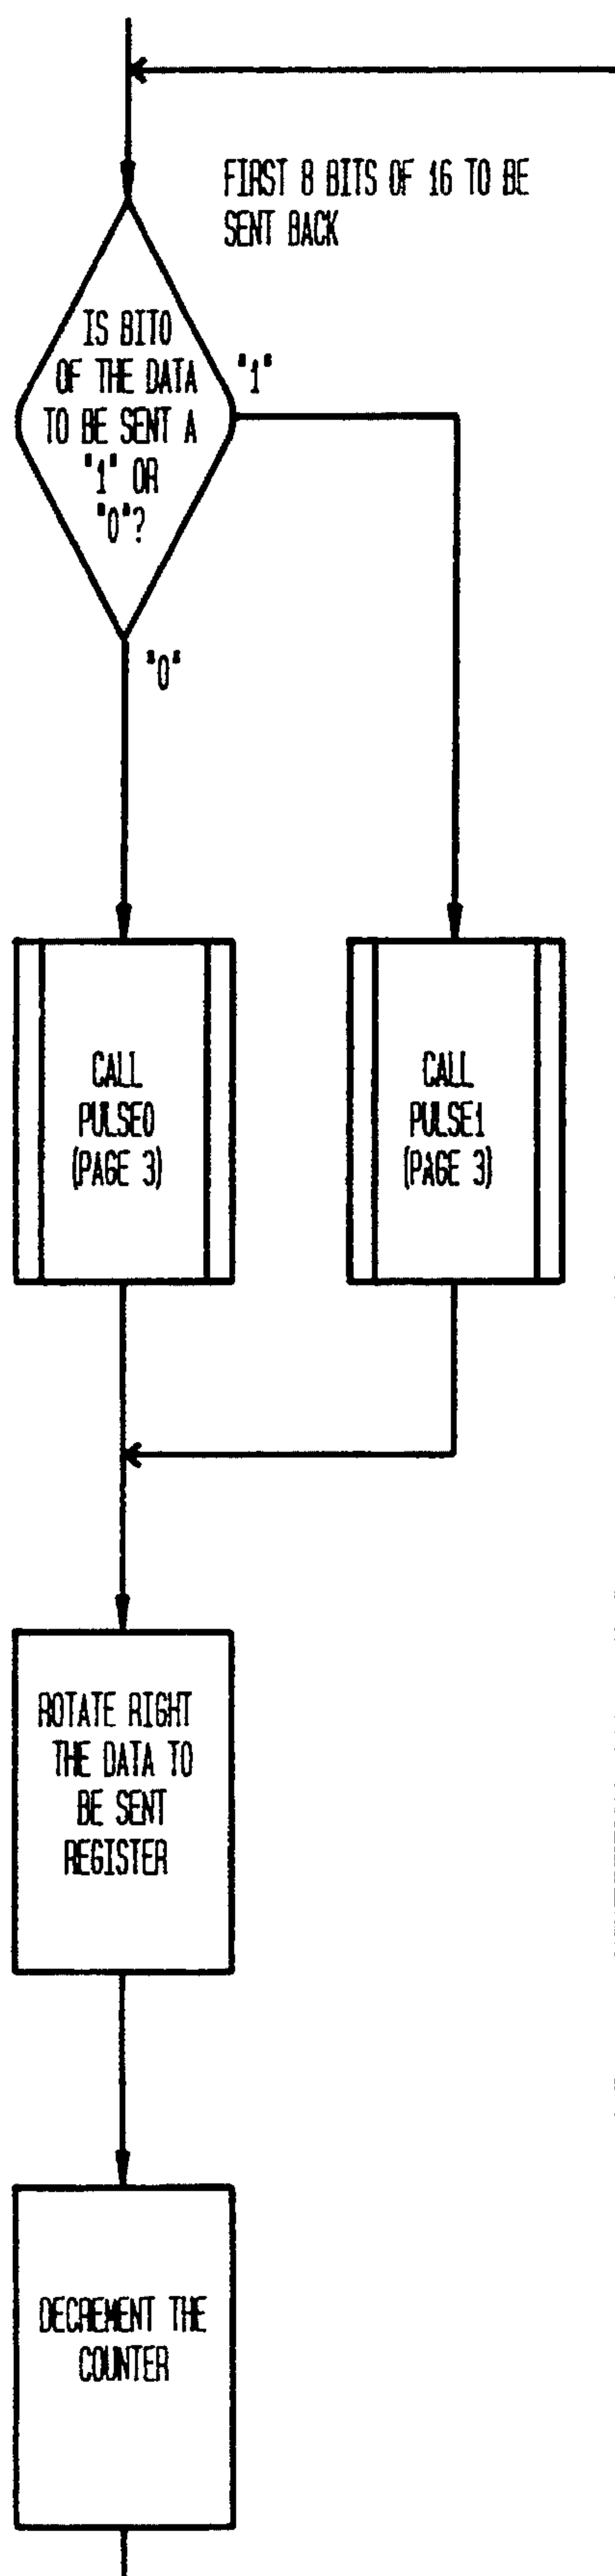 FIRST 8 BITS OF 16 TO BE
SENT BACK
IS BIT0
OF THE DATA
TO BE SENT A
"1" OR
"0"?
"1"
"0"
CALL
PULSE0
(PAGE 3)
CALL
PULSE1
(PAGE 3)
ROTATE RIGHT
THE DATA TO
BE SENT
REGISTER
DECREMENT THE
COUNTER